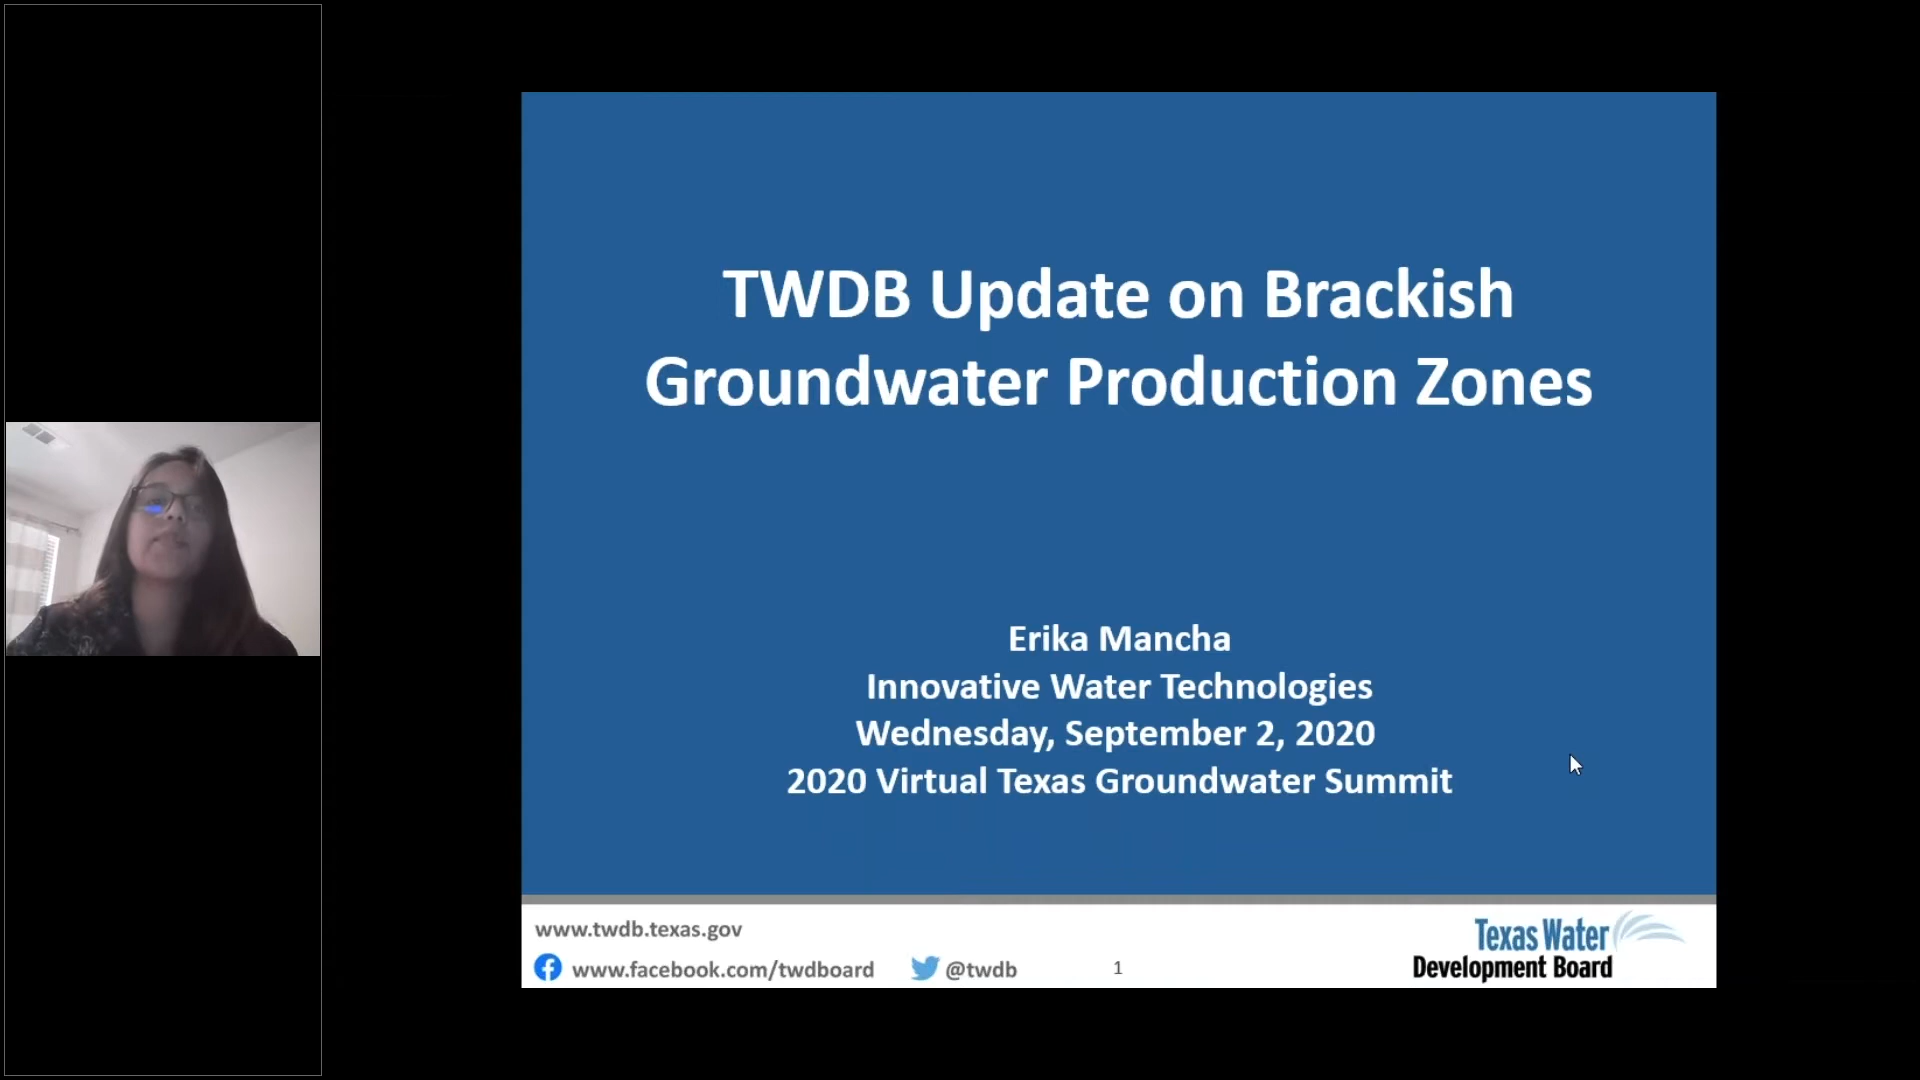 TWDB Update on Brackish
Groundwater Production Zones
Erika Mancha
Innovative Water Technologies
Wednesday, September 2, 2020
2020 Virtual Texas Groundwater Summit
www.twdb.texas.gov
www.facebook.com/twdboard
@twdb
1
Texas Water
Development Board